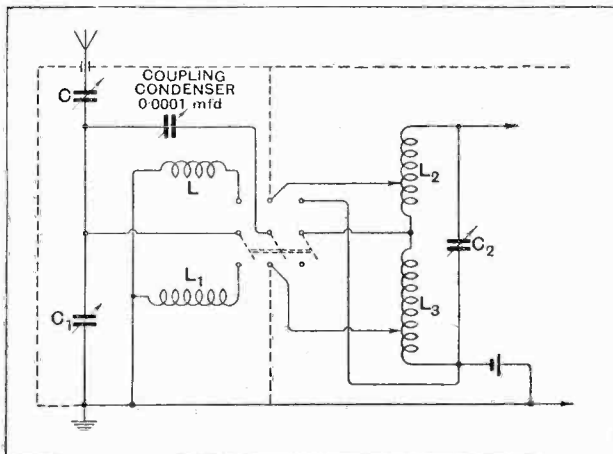 COUPLING
CONDENSER
0·0001 mfd
C
L
L2
C2
L1
C1
L3